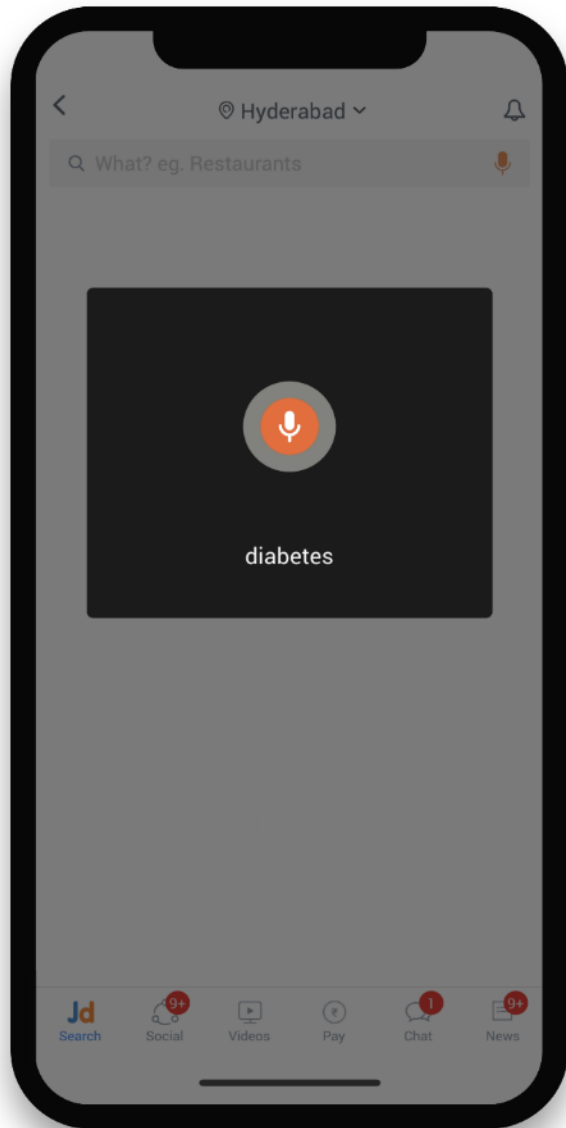 Hyderabad
What? eg. Restaurants
diabetes
Jd 9+ 1 9+
Search Social Videos Pay Chat News